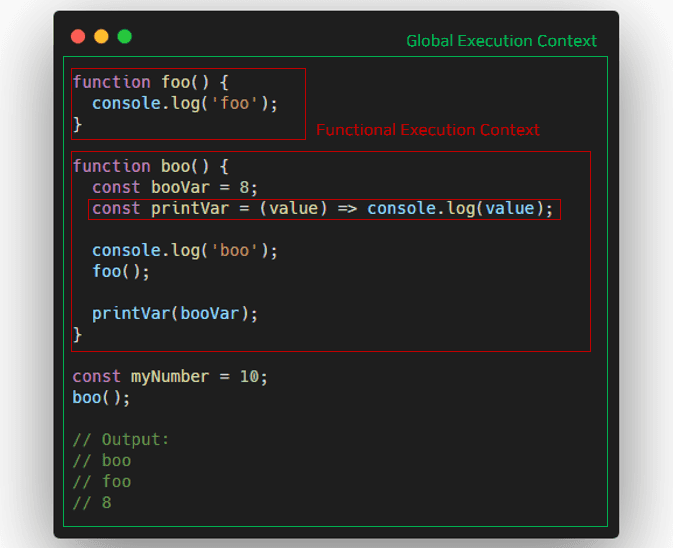 Global Execution Context
function foo() {
  console.log('foo');
}
Functional Execution Context
function boo() {
  const booVar = 8;
  const printVar = (value) => console.log(value);
  console.log('boo');
  foo();
  printVar(booVar);
}
const myNumber = 10;
boo();
// Output:
// boo
// foo
// 8